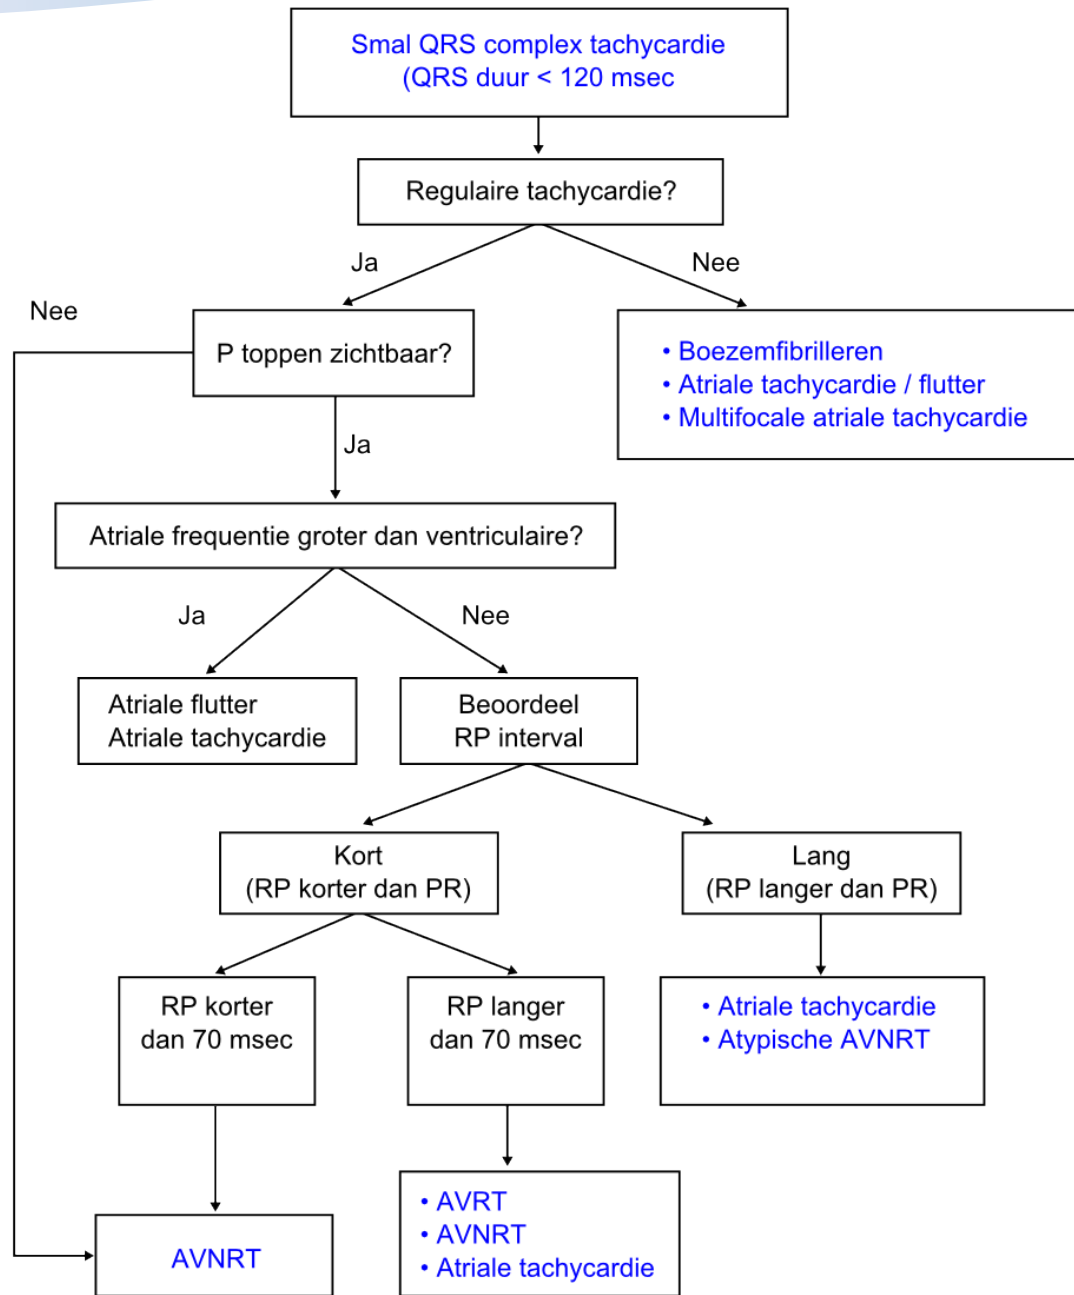 Smal QRS complex tachycardie
(QRS duur < 120 msec
Regulaire tachycardie?
Ja
Nee
Nee
P toppen zichtbaar?
• Boezemfibrilleren
• Atriale tachycardie / flutter
• Multifocale atriale tachycardie
Ja
Atriale frequentie groter dan ventriculaire?
Ja
Nee
Atriale flutter
Atriale tachycardie
Beoordeel
RP interval
Kort
(RP korter dan PR)
Lang
(RP langer dan PR)
RP korter
dan 70 msec
RP langer
dan 70 msec
• Atriale tachycardie
• Atypische AVNRT
AVNRT
• AVRT
• AVNRT
• Atriale tachycardie